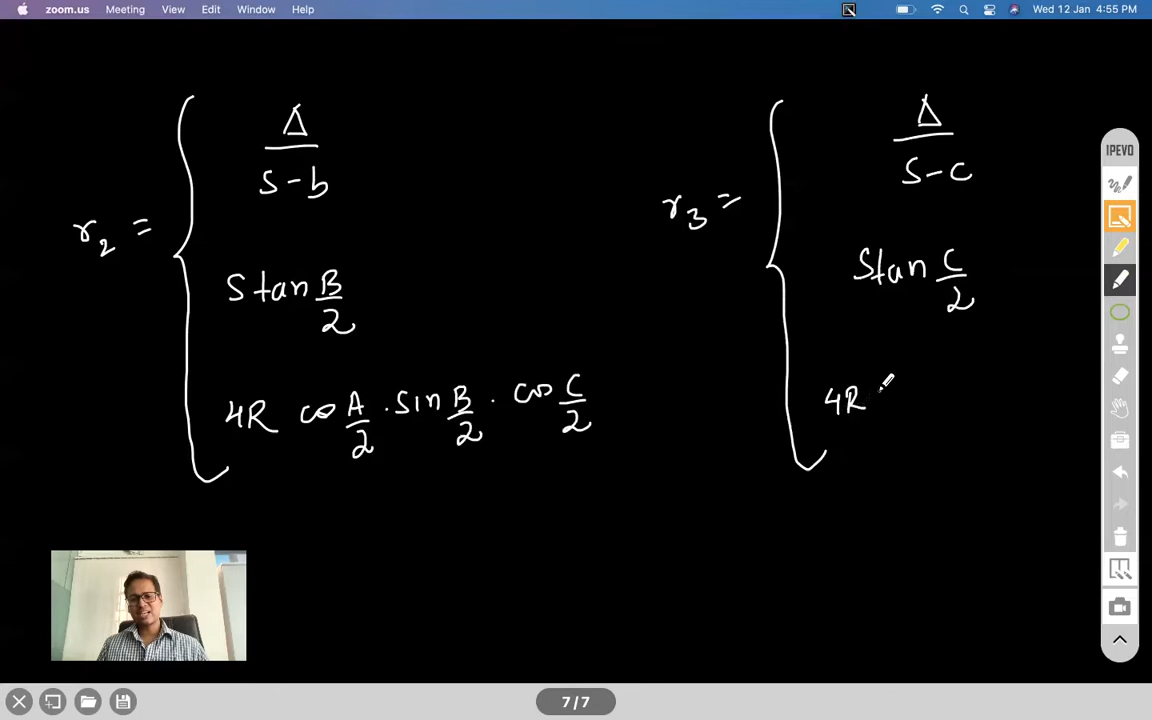 zoom.us Meeting View Edit Window Help Wed 12 Jan 4:55 PM
r2 = { Δ / s-b
s tan B/2
4R cos A/2 . sin B/2 . cos C/2
r3 = { Δ / s-c
s tan C/2
4R
IPEVO
7/7